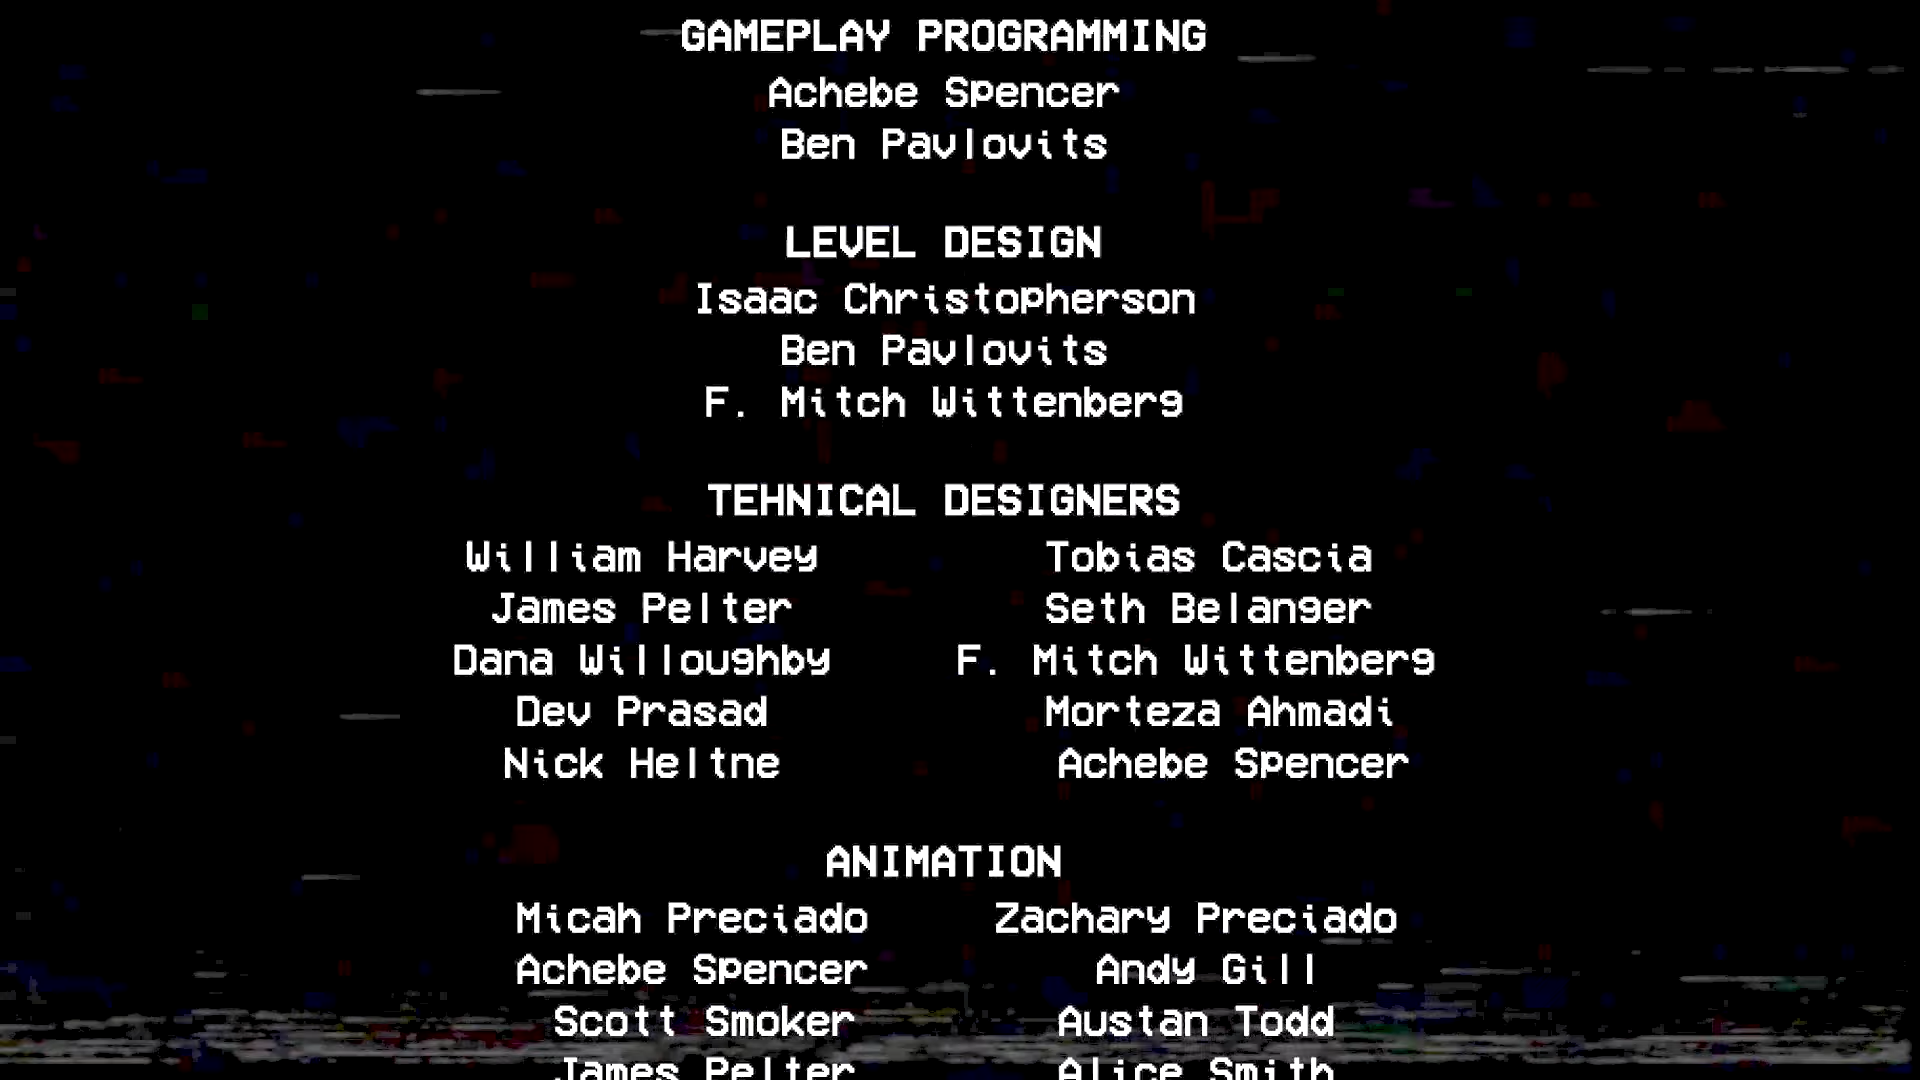 GAMEPLAY PROGRAMMING
Achebe Spencer
Ben Pavlovits
LEVEL DESIGN
Isaac Christopherson
Ben Pavlovits
F. Mitch Wittenberg
TEHNICAL DESIGNERS
William Harvey Tobias Cascia
James Pelter Seth Belanger
Dana Willoughby F. Mitch Wittenberg
Dev Prasad Morteza Ahmadi
Nick Heltne Achebe Spencer
ANIMATION
Micah Preciado Zachary Preciado
Achebe Spencer Andy Gill
Scott Smoker Austan Todd
James Pelter Alice Smith